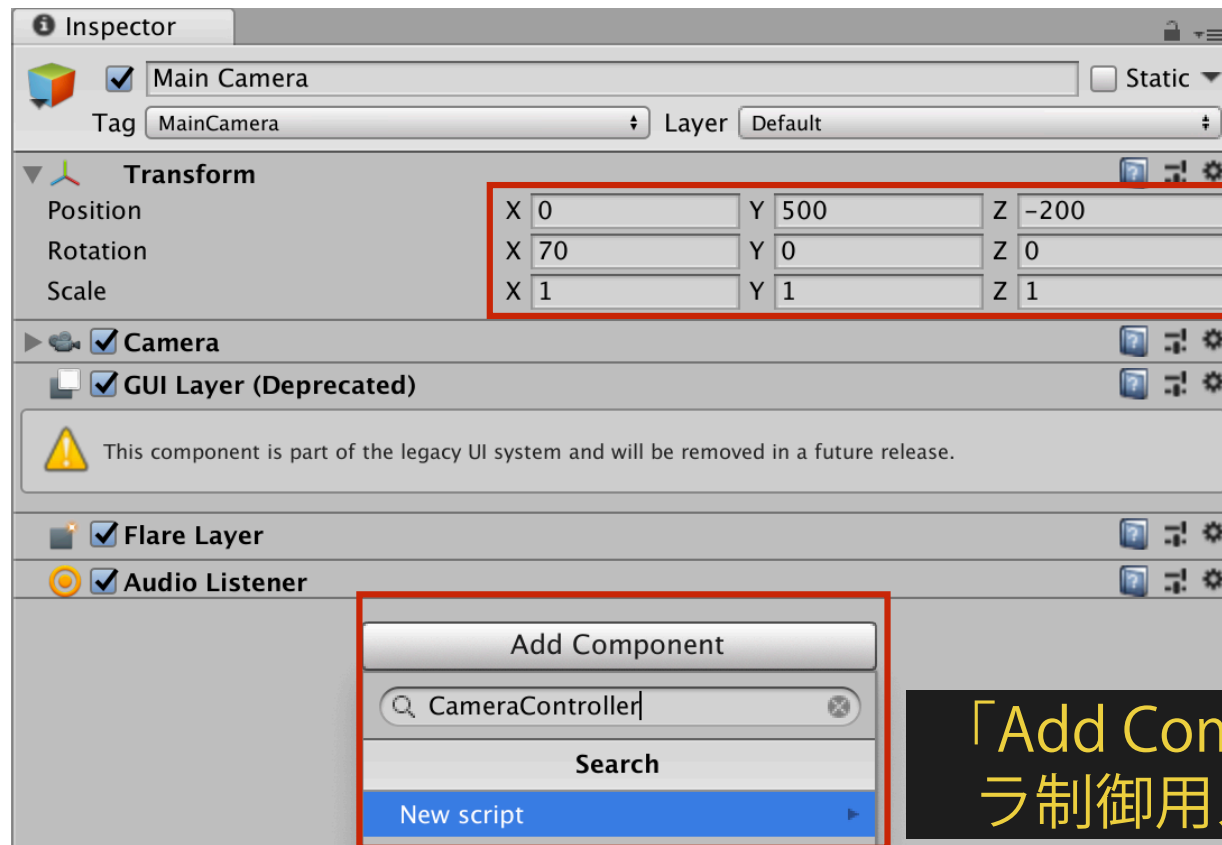 Inspector
Main Camera Static
Tag MainCamera Layer Default
Transform
Position X 0 Y 500 Z -200
Rotation X 70 Y 0 Z 0
Scale X 1 Y 1 Z 1
Camera
GUI Layer (Deprecated)
This component is part of the legacy UI system and will be removed in a future release.
Flare Layer
Audio Listener
Add Component
CameraController
Search
New script
「Add Con
ラ制御用